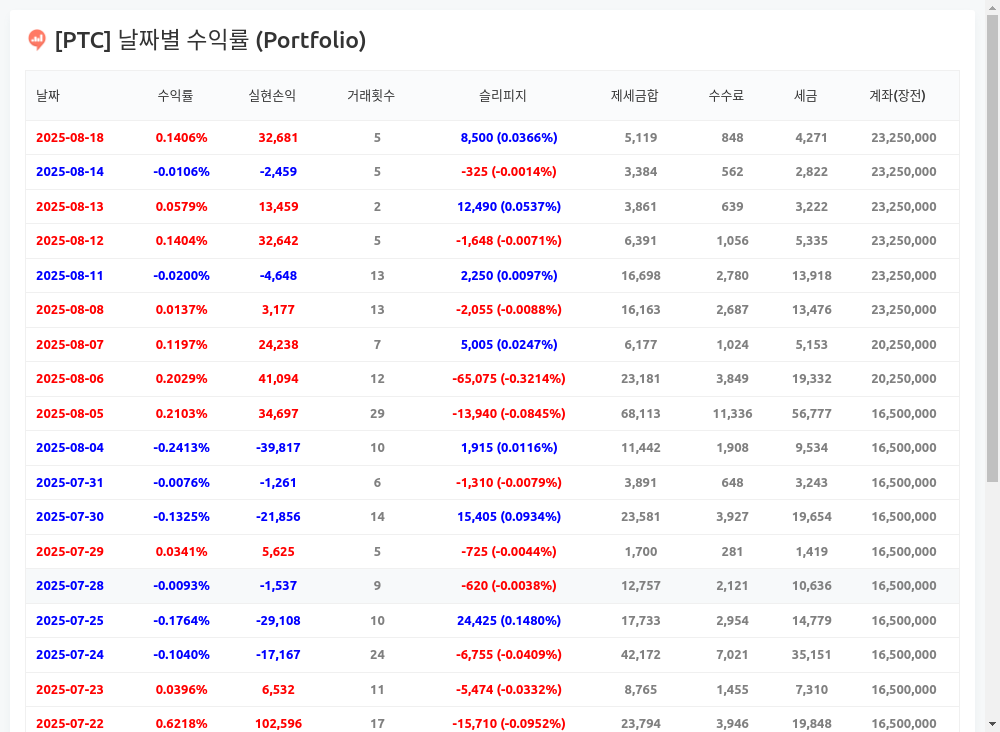 [PTC] 날짜별 수익률 (Portfolio)
날짜 수익률 실현손익 거래횟수 슬리피지 제세금합 수수료 세금 계좌(장전)
2025-08-18 0.1406% 32,681 5 8,500 (0.0366%) 5,119 848 4,271 23,250,000
2025-08-14 -0.0106% -2,459 5 -325 (-0.0014%) 3,384 562 2,822 23,250,000
2025-08-13 0.0579% 13,459 2 12,490 (0.0537%) 3,861 639 3,222 23,250,000
2025-08-12 0.1404% 32,642 5 -1,648 (-0.0071%) 6,391 1,056 5,335 23,250,000
2025-08-11 -0.0200% -4,648 13 2,250 (0.0097%) 16,698 2,780 13,918 23,250,000
2025-08-08 0.0137% 3,177 13 -2,055 (-0.0088%) 16,163 2,687 13,476 23,250,000
2025-08-07 0.1197% 24,238 7 5,005 (0.0247%) 6,177 1,024 5,153 20,250,000
2025-08-06 0.2029% 41,094 12 -65,075 (-0.3214%) 23,181 3,849 19,332 20,250,000
2025-08-05 0.2103% 34,697 29 -13,940 (-0.0845%) 68,113 11,336 56,777 16,500,000
2025-08-04 -0.2413% -39,817 10 1,915 (0.0116%) 11,442 1,908 9,534 16,500,000
2025-07-31 -0.0076% -1,261 6 -1,310 (-0.0079%) 3,891 648 3,243 16,500,000
2025-07-30 -0.1325% -21,856 14 15,405 (0.0934%) 23,581 3,927 19,654 16,500,000
2025-07-29 0.0341% 5,625 5 -725 (-0.0044%) 1,700 281 1,419 16,500,000
2025-07-28 -0.0093% -1,537 9 -620 (-0.0038%) 12,757 2,121 10,636 16,500,000
2025-07-25 -0.1764% -29,108 10 24,425 (0.1480%) 17,733 2,954 14,779 16,500,000
2025-07-24 -0.1040% -17,167 24 -6,755 (-0.0409%) 42,172 7,021 35,151 16,500,000
2025-07-23 0.0396% 6,532 11 -5,474 (-0.0332%) 8,765 1,455 7,310 16,500,000
2025-07-22 0.6218% 102,596 17 -15,710 (-0.0952%) 23,794 3,946 19,848 16,500,000